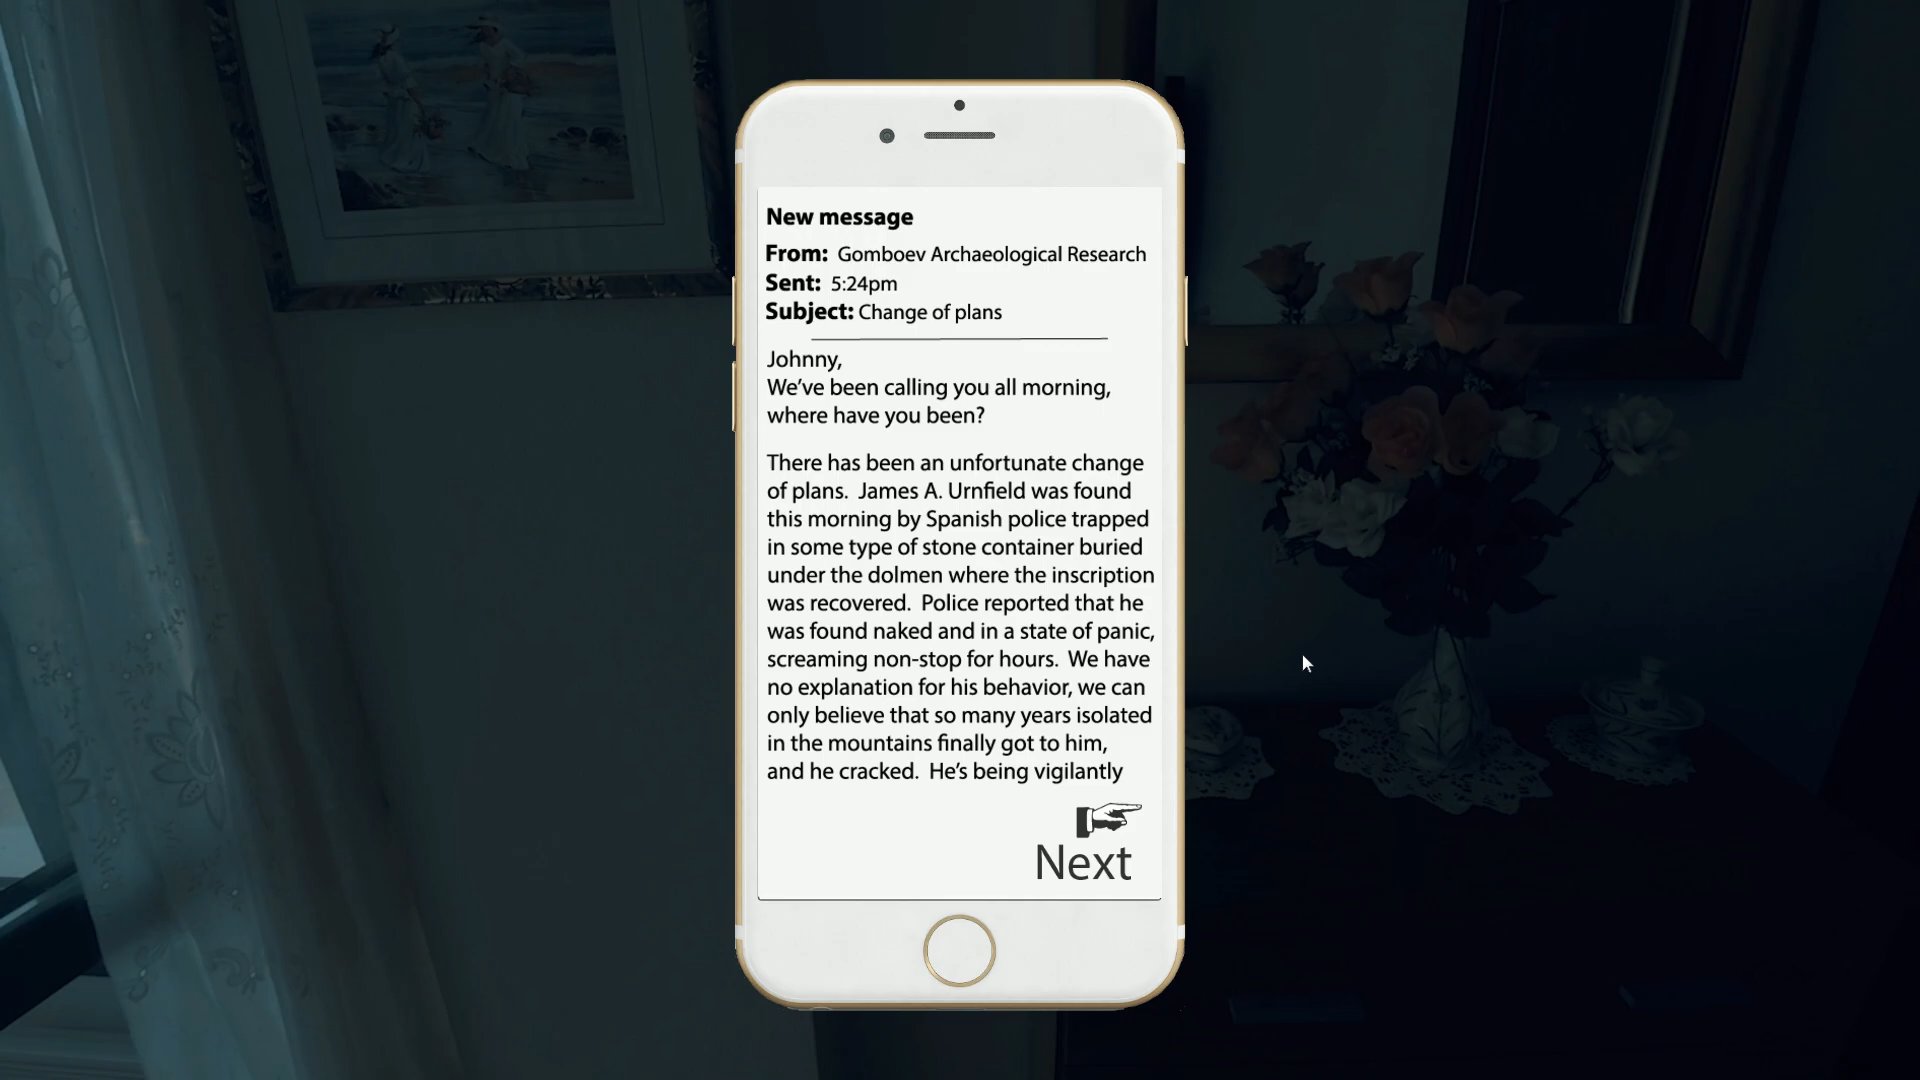 New message
From: Gomboev Archaeological Research
Sent: 5:24pm
Subject: Change of plans
Johnny,
We've been calling you all morning,
where have you been?
There has been an unfortunate change
of plans.  James A. Urnfield was found
this morning by Spanish police trapped
in some type of stone container buried
under the dolmen where the inscription
was recovered.  Police reported that he
was found naked and in a state of panic,
screaming non-stop for hours.  We have
no explanation for his behavior, we can
only believe that so many years isolated
in the mountains finally got to him,
and he cracked.  He's being vigilantly
Next